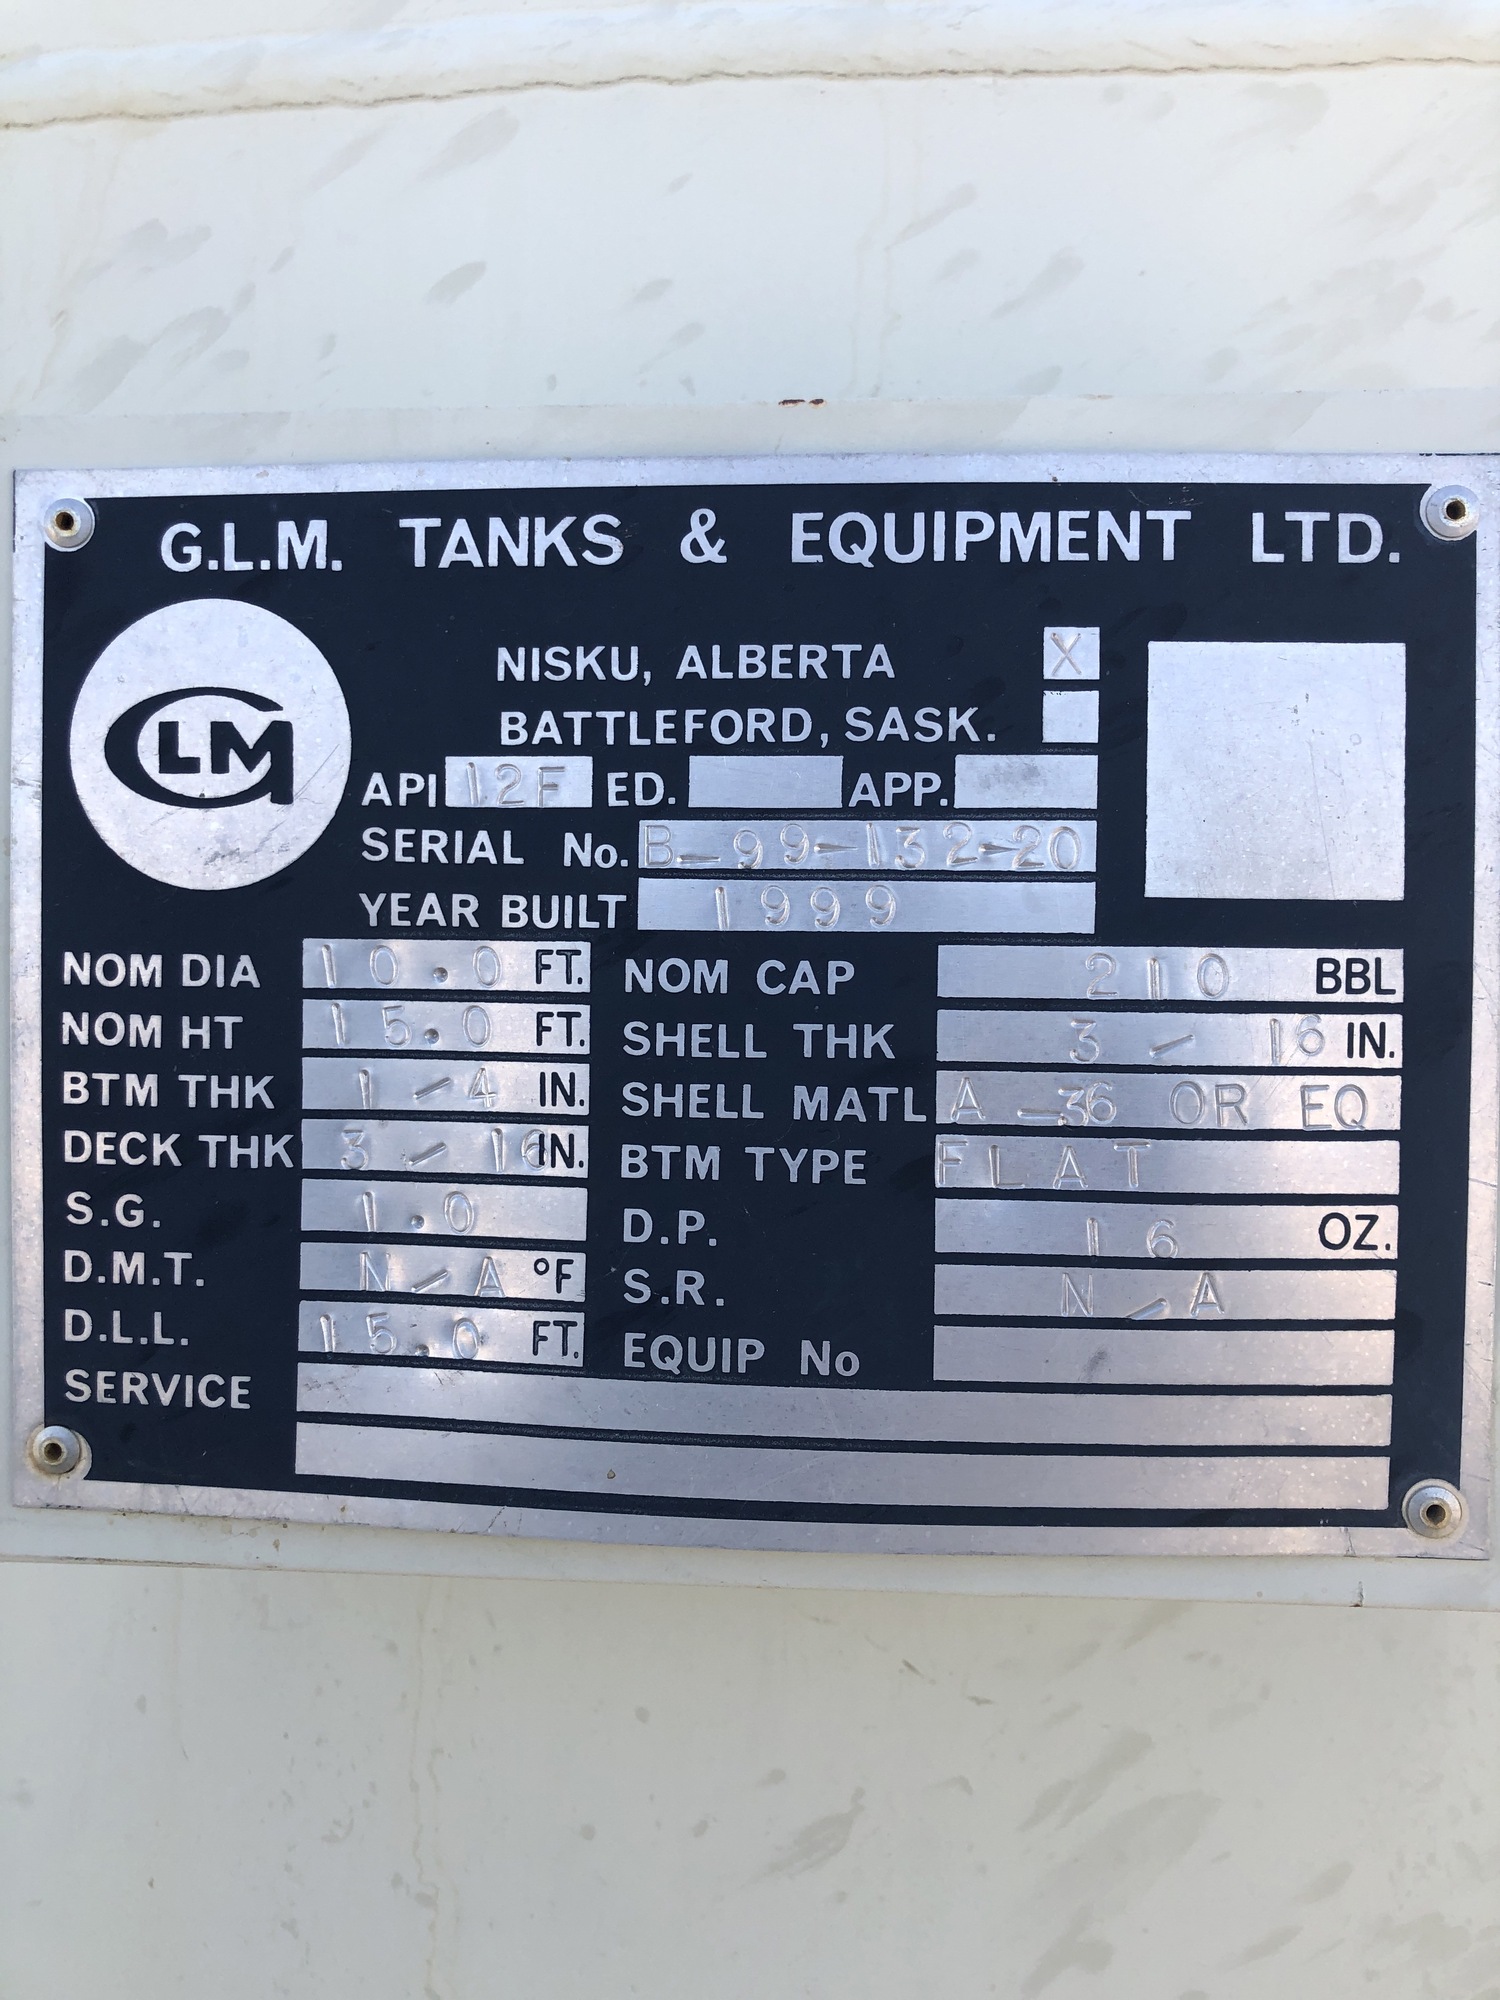 G.L.M. TANKS & EQUIPMENT LTD.
GLM
NISKU, ALBERTA X
BATTLEFORD, SASK.
API 12F ED. APP.
SERIAL No. B-99-132-20
YEAR BUILT 1999
NOM DIA 10.0 FT. NOM CAP 210 BBL
NOM HT 15.0 FT. SHELL THK 3-16 IN.
BTM THK 1-4 IN. SHELL MATL A-36 OR EQ
DECK THK 3-16 IN. BTM TYPE FLAT
S.G. 1.0 D.P. 16 OZ.
D.M.T. N-A °F S.R. N-A
D.L.L. 15.0 FT. EQUIP No
SERVICE